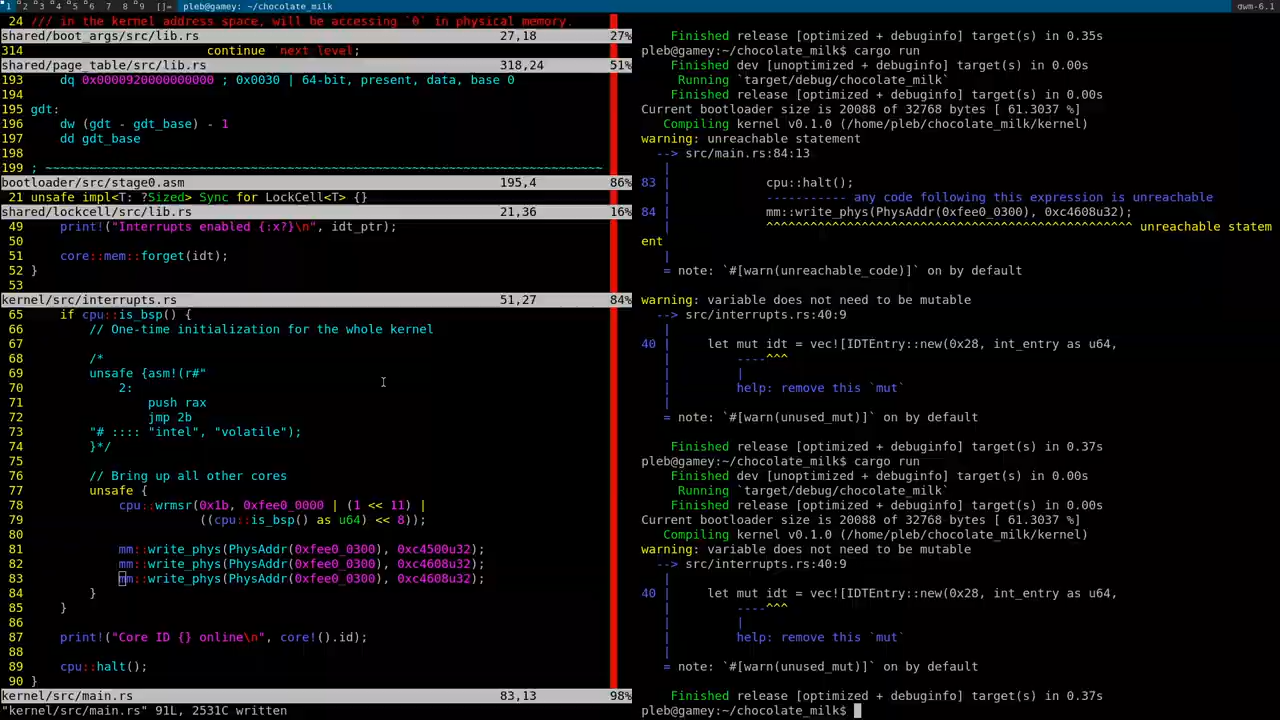 1 2 3 4 5 6 7 8 9 []= pleb@gamey: ~/chocolate_milk
dwm-6.1
24 /// in the kernel address space, will be accessing `0` in physical memory.
shared/boot_args/src/lib.rs 27,18 27%
314 continue 'next_level;
shared/page_table/src/lib.rs 318,24 51%
193 dq 0x0000920000000000 ; 0x0030 | 64-bit, present, data, base 0
194
195 gdt:
196 dw (gdt - gdt_base) - 1
197 dd gdt_base
198
199 ; ~~~~~~~~~~~~~~~~~~~~~~~~~~~~~~~~~~~~~~~~~~~~~~~~~~~~~~~~~~~~~~~~~~~~~~~~~
bootloader/src/stage0.asm 195,4 86%
21 unsafe impl<T: ?Sized> Sync for LockCell<T> {}
shared/lockcell/src/lib.rs 21,36 16%
49 print!("Interrupts enabled {:x?}\n", idt_ptr);
50
51 core::mem::forget(idt);
52 }
53
kernel/src/interrupts.rs 51,27 84%
65 if cpu::is_bsp() {
66 // One-time initialization for the whole kernel
67
68 /*
69 unsafe {asm!(r#"
70 2:
71 push rax
72 jmp 2b
73 "# :::: "intel", "volatile");
74 }*/
75
76 // Bring up all other cores
77 unsafe {
78 cpu::wrmsr(0x1b, 0xfee0_0000 | (1 << 11) |
79 ((cpu::is_bsp() as u64) << 8));
80
81 mm::write_phys(PhysAddr(0xfee0_0300), 0xc4500u32);
82 mm::write_phys(PhysAddr(0xfee0_0300), 0xc4608u32);
83 mm::write_phys(PhysAddr(0xfee0_0300), 0xc4608u32);
84 }
85 }
86
87 print!("Core ID {} online\n", core!().id);
88
89 cpu::halt();
90 }
kernel/src/main.rs 83,13 98%
"kernel/src/main.rs" 91L, 2531C written
Finished release [optimized + debuginfo] target(s) in 0.35s
pleb@gamey:~/chocolate_milk$ cargo run
Finished dev [unoptimized + debuginfo] target(s) in 0.00s
Running `target/debug/chocolate_milk`
Finished release [optimized + debuginfo] target(s) in 0.00s
Current bootloader size is 20088 of 32768 bytes [ 61.3037 %]
Compiling kernel v0.1.0 (/home/pleb/chocolate_milk/kernel)
warning: unreachable statement
--> src/main.rs:84:13
|
83 | cpu::halt();
| ----------- any code following this expression is unreachable
84 | mm::write_phys(PhysAddr(0xfee0_0300), 0xc4608u32);
| ^^^^^^^^^^^^^^^^^^^^^^^^^^^^^^^^^^^^^^^^^^^^^^^^^^ unreachable statem
ent
|
= note: `#[warn(unreachable_code)]` on by default
warning: variable does not need to be mutable
--> src/interrupts.rs:40:9
|
40 | let mut idt = vec![IDTEntry::new(0x28, int_entry as u64,
| ----^^^
| |
| help: remove this `mut`
|
= note: `#[warn(unused_mut)]` on by default
Finished release [optimized + debuginfo] target(s) in 0.37s
pleb@gamey:~/chocolate_milk$ cargo run
Finished dev [unoptimized + debuginfo] target(s) in 0.00s
Running `target/debug/chocolate_milk`
Finished release [optimized + debuginfo] target(s) in 0.00s
Current bootloader size is 20088 of 32768 bytes [ 61.3037 %]
Compiling kernel v0.1.0 (/home/pleb/chocolate_milk/kernel)
warning: variable does not need to be mutable
--> src/interrupts.rs:40:9
|
40 | let mut idt = vec![IDTEntry::new(0x28, int_entry as u64,
| ----^^^
| |
| help: remove this `mut`
|
= note: `#[warn(unused_mut)]` on by default
Finished release [optimized + debuginfo] target(s) in 0.37s
pleb@gamey:~/chocolate_milk$